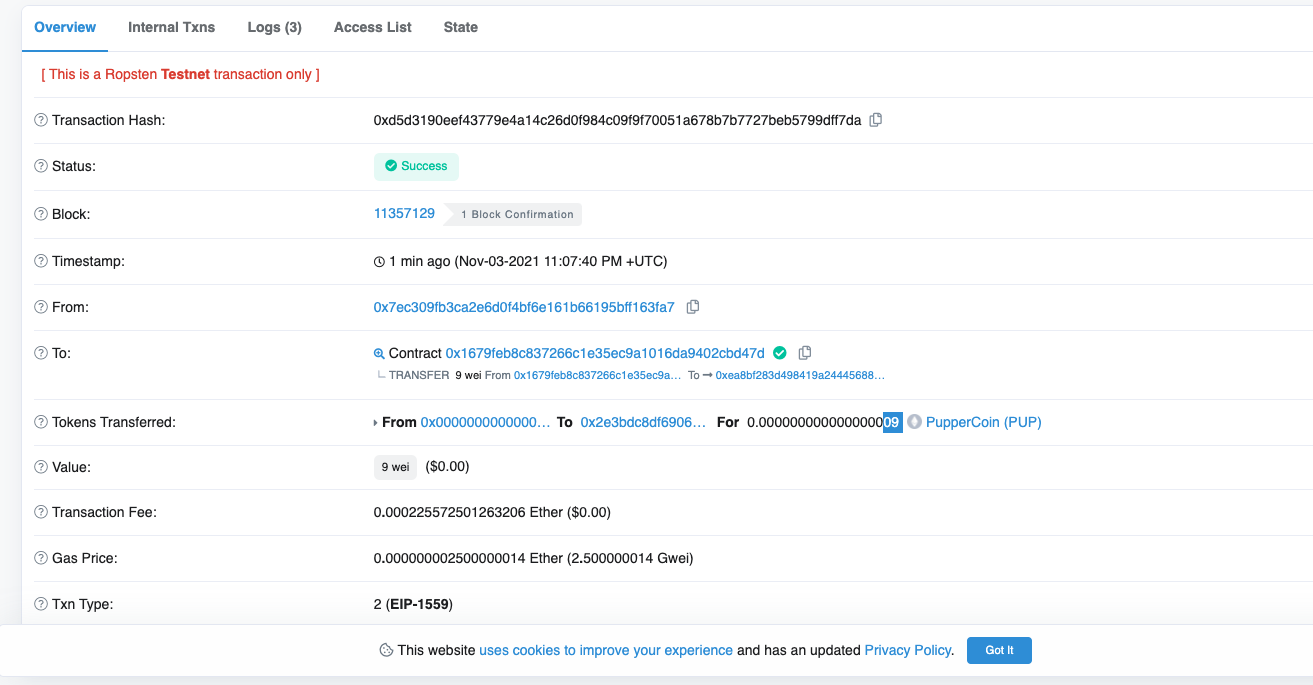 Overview Internal Txns Logs (3) Access List State
[ This is a Ropsten Testnet transaction only ]
Transaction Hash: 0xd5d3190eef43779e4a14c26d0f984c09f9f70051a678b7b7727beb5799dff7da
Status: Success
Block: 11357129 1 Block Confirmation
Timestamp: 1 min ago (Nov-03-2021 11:07:40 PM +UTC)
From: 0x7ec309fb3ca2e6d0f4bf6e161b66195bff163fa7
To: Contract 0x1679feb8c837266c1e35ec9a1016da9402cbd47d
TRANSFER 9 wei From 0x1679feb8c837266c1e35ec9a... To → 0xea8bf283d498419a24445688...
Tokens Transferred: From 0x0000000000000... To 0x2e3bdc8df6906... For 0.000000000000000009 PupperCoin (PUP)
Value: 9 wei ($0.00)
Transaction Fee: 0.000225572501263206 Ether ($0.00)
Gas Price: 0.000000002500000014 Ether (2.500000014 Gwei)
Txn Type: 2 (EIP-1559)
This website uses cookies to improve your experience and has an updated Privacy Policy. Got It